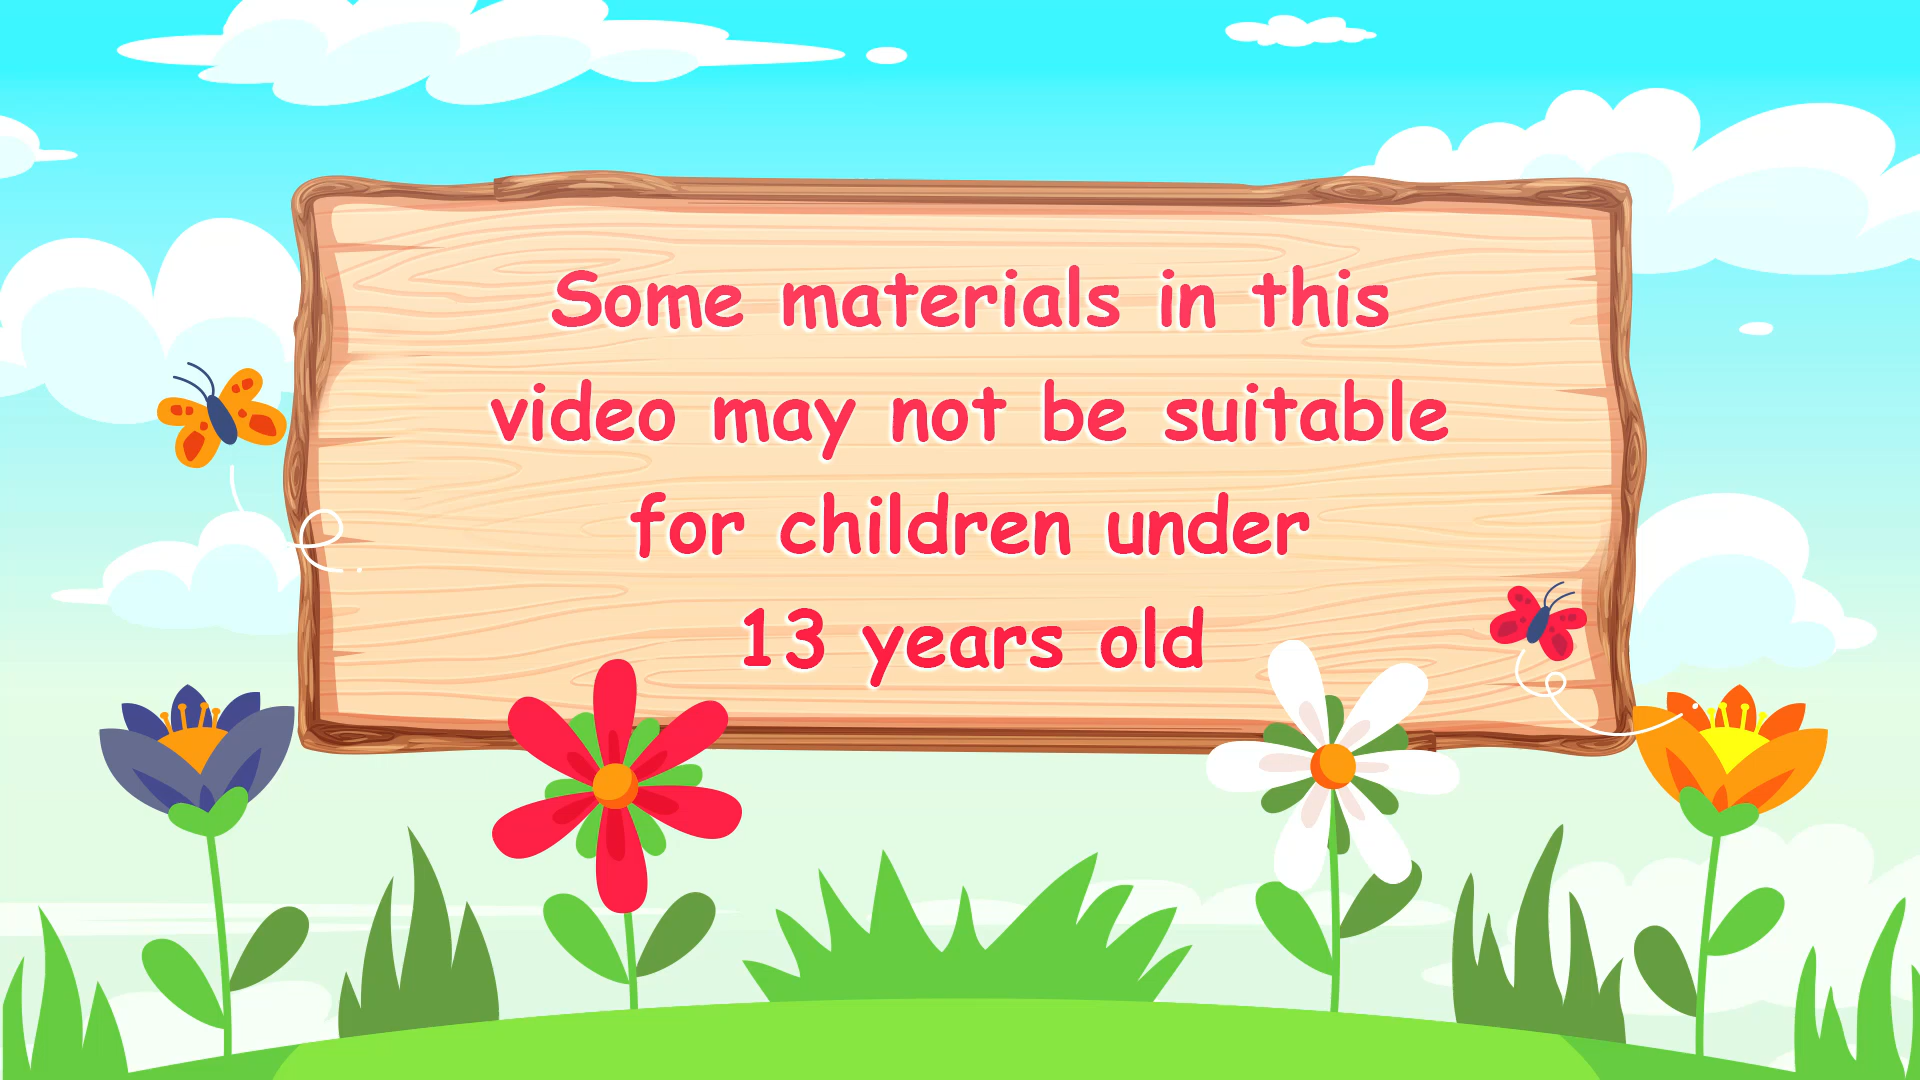 Some materials in this
video may not be suitable
for children under
13 years old